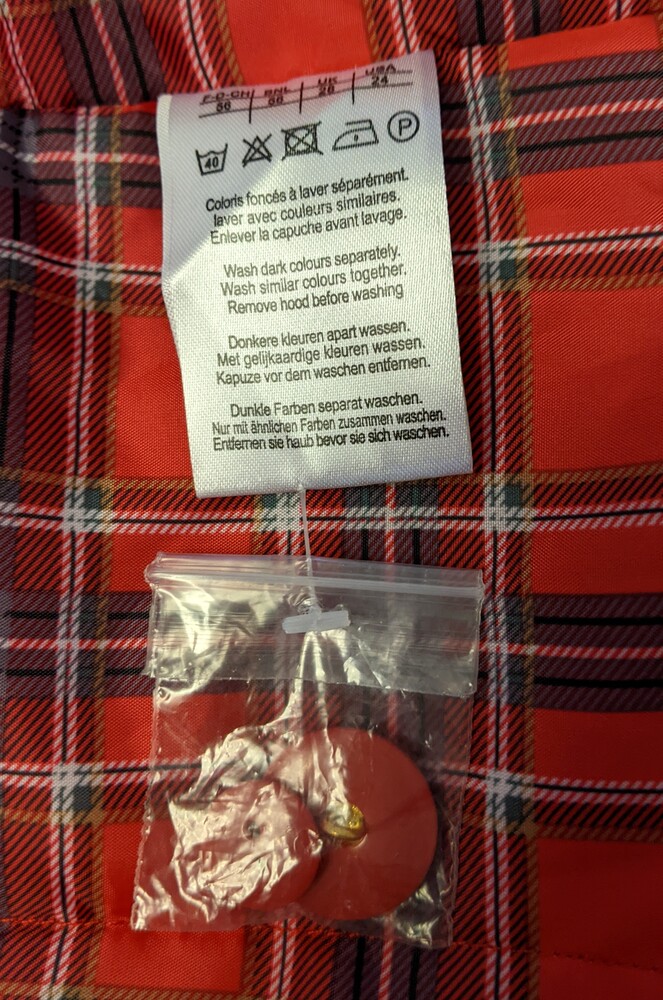 F-D-CH BNL UK USA
56 56 28 24
40 P
Coloris foncés à laver séparément.
laver avec couleurs similaires.
Enlever la capuche avant lavage.
Wash dark colours separately.
Wash similar colours together.
Remove hood before washing
Donkere kleuren apart wassen.
Met gelijkaardige kleuren wassen.
Kapuze vor dem waschen entfernen.
Dunkle Farben separat waschen.
Nur mit ähnlichen Farben zusammen waschen.
Entfernen sie haub bevor sie sich waschen.